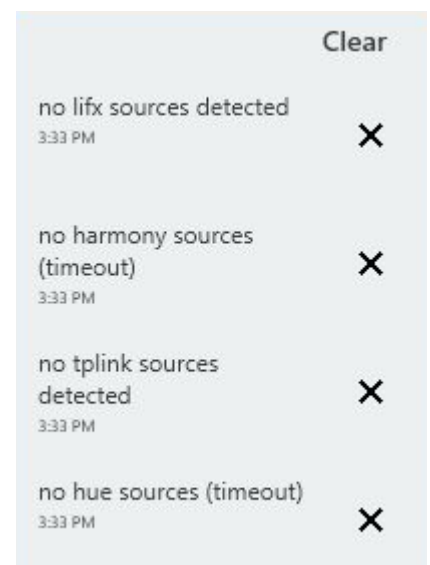 Clear
no lifx sources detected
3:33 PM
no harmony sources
(timeout)
3:33 PM
no tplink sources
detected
3:33 PM
no hue sources (timeout)
3:33 PM